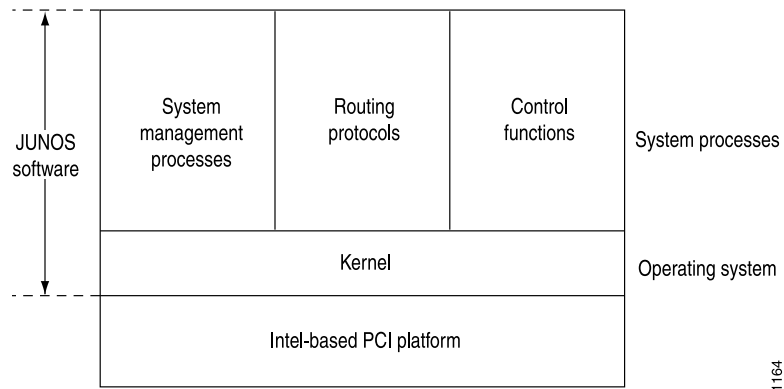 JUNOS
software
System
management
processes
Routing
protocols
Control
functions
System processes
Kernel
Operating system
Intel-based PCI platform
1164